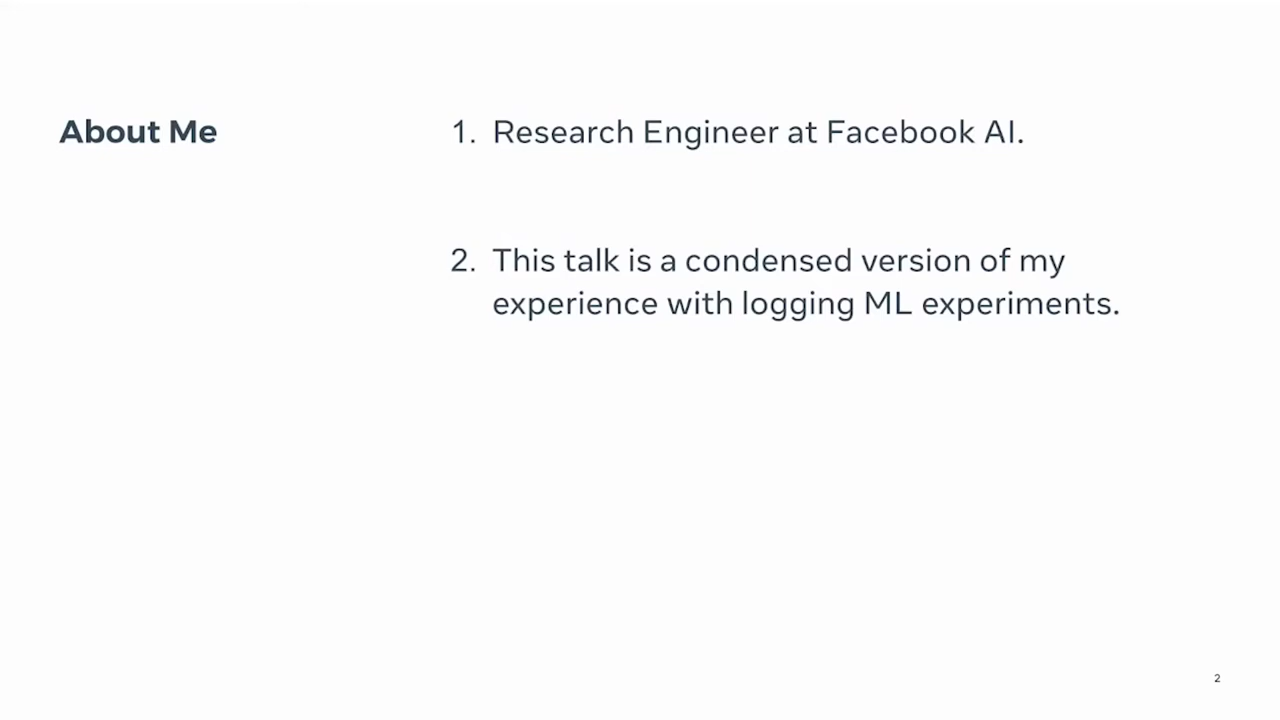 About Me
1. Research Engineer at Facebook AI.
2. This talk is a condensed version of my
experience with logging ML experiments.
2